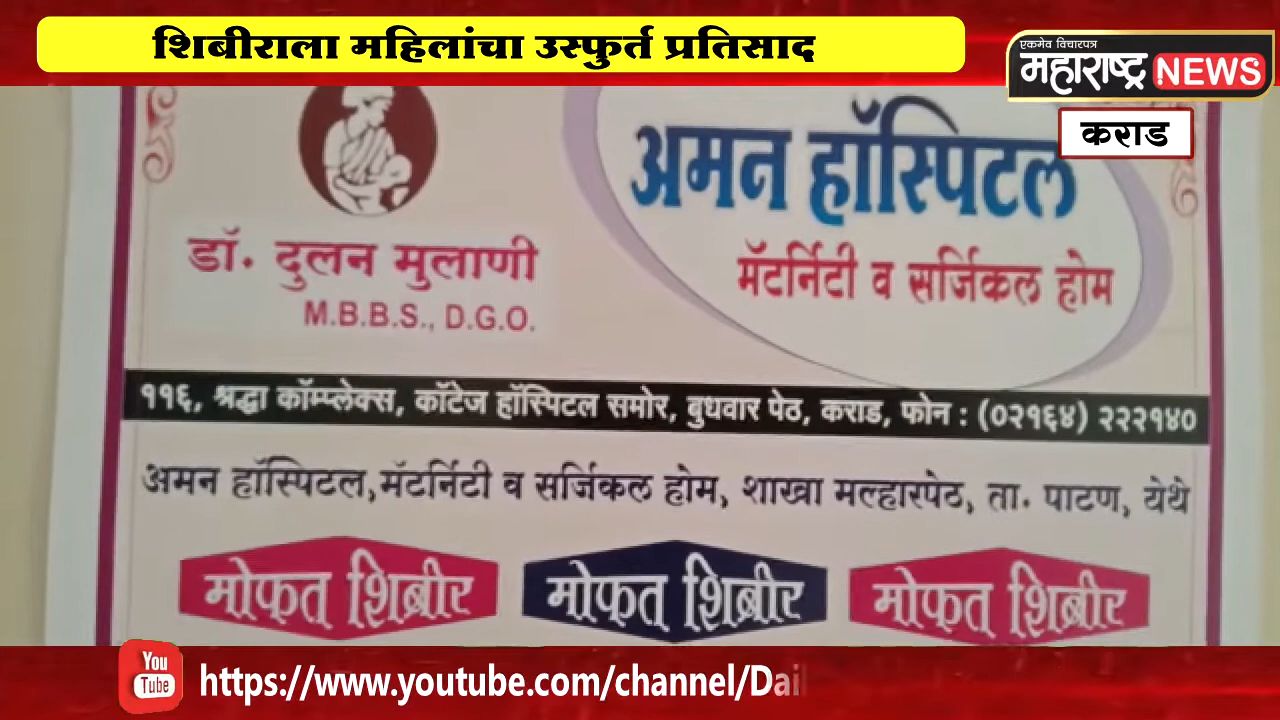 शिबीराला महिलांचा उस्फुर्त प्रतिसाद
एकमेव विचारपत्र
महाराष्ट्र NEWS
कराड
अमन हॉस्पिटल
मॅटर्निटी व सर्जिकल होम
डॉ. दुलन मुलाणी
M.B.B.S., D.G.O.
११६, श्रद्धा कॉम्प्लेक्स, कॉटेज हॉस्पिटल समोर, बुधवार पेठ, कराड, फोन : (०२१६४) २२२१४०
अमन हॉस्पिटल,मॅटर्निटी व सर्जिकल होम, शाखा मल्हारपेठ, ता. पाटण, येथे
मोफत शिबीर मोफत शिबीर मोफत शिबीर
You
Tube
https://www.youtube.com/channel/Dail